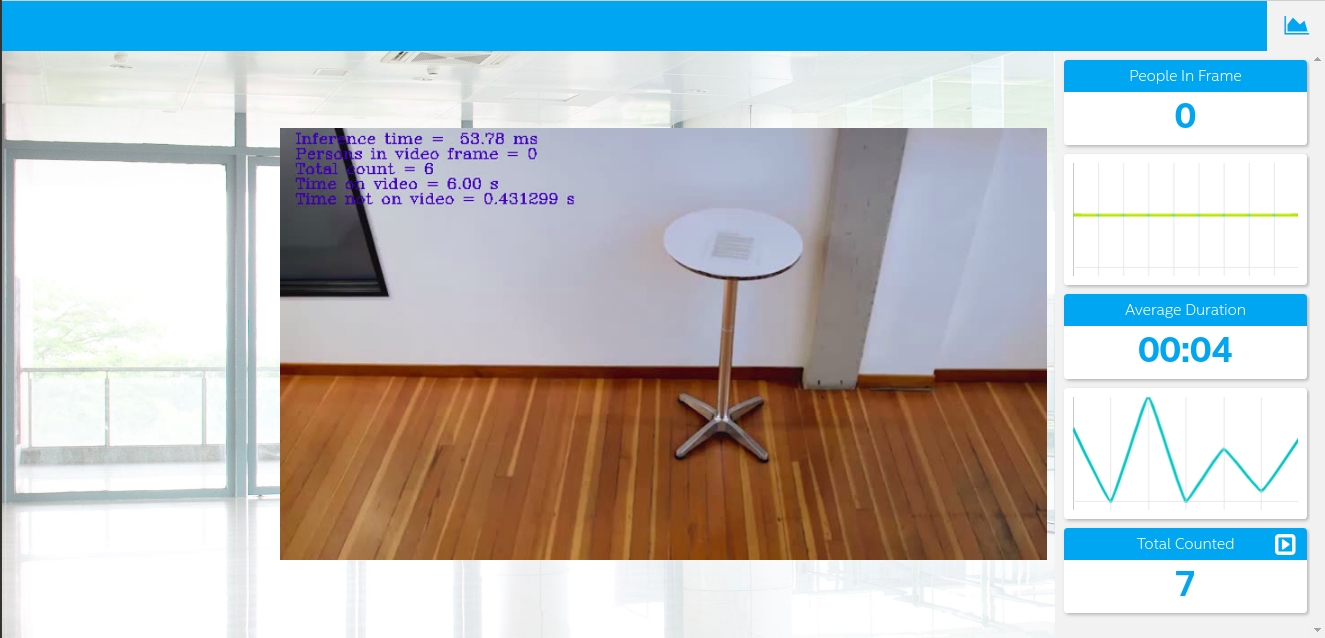 Inference time =  53.78 ms
Persons in video frame = 0
Total count = 6
Time on video = 6.00 s
Time not on video = 0.431299 s
People In Frame
0
Average Duration
00:04
Total Counted
7